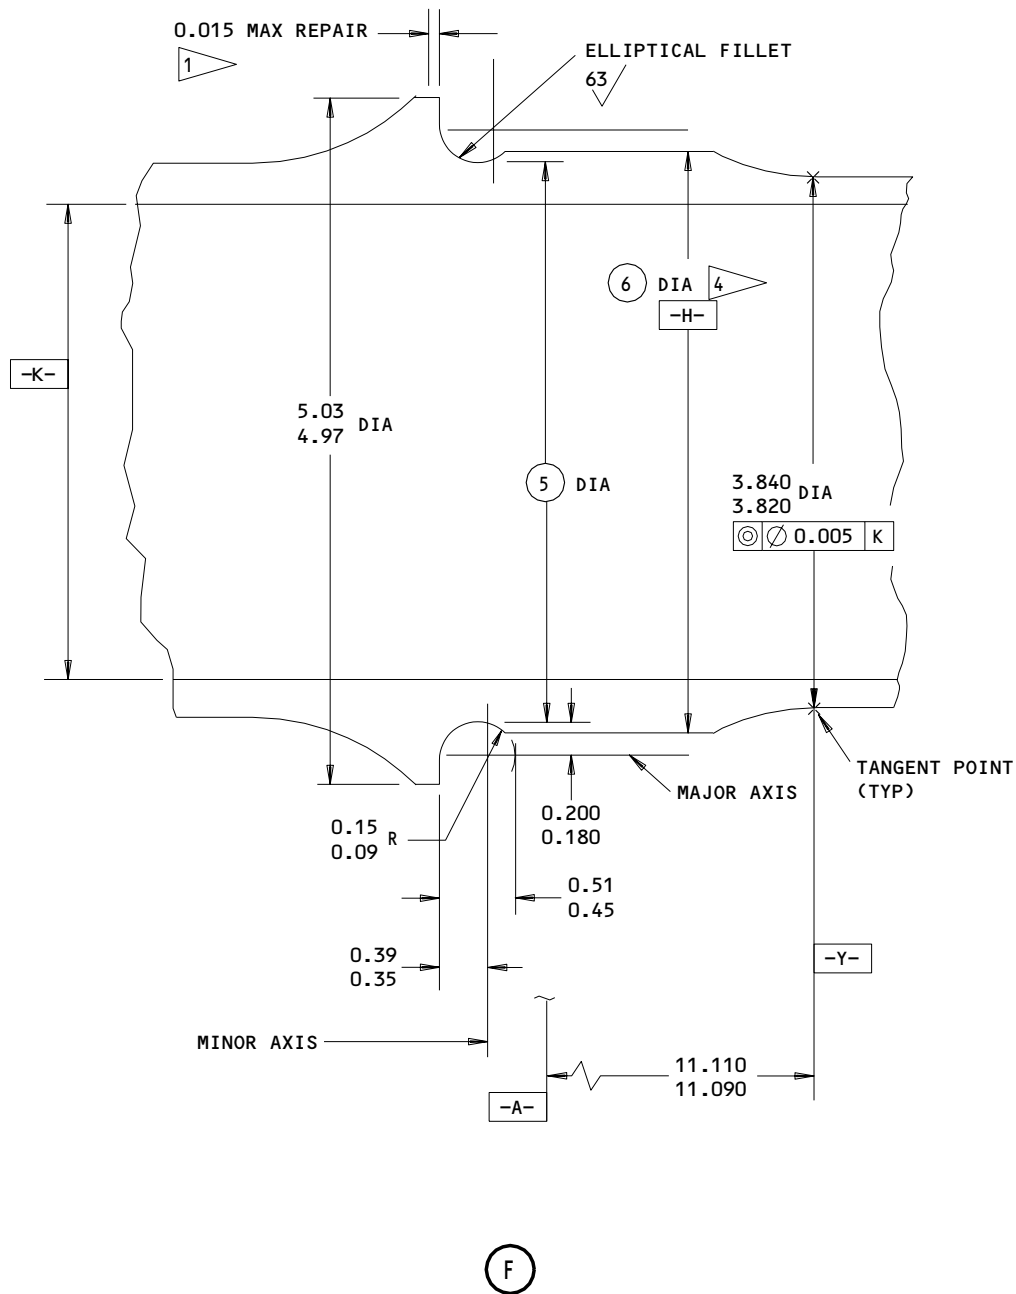 0.015 MAX REPAIR
1
ELLIPTICAL FILLET
63
6 DIA 4
-H-
-K-
5.03
4.97 DIA
5 DIA
3.840
3.820 DIA
⌀ 0.005 K
TANGENT POINT
(TYP)
MAJOR AXIS
0.200
0.180
0.15
0.09 R
0.51
0.45
0.39
0.35
-Y-
MINOR AXIS
11.110
11.090
-A-
F